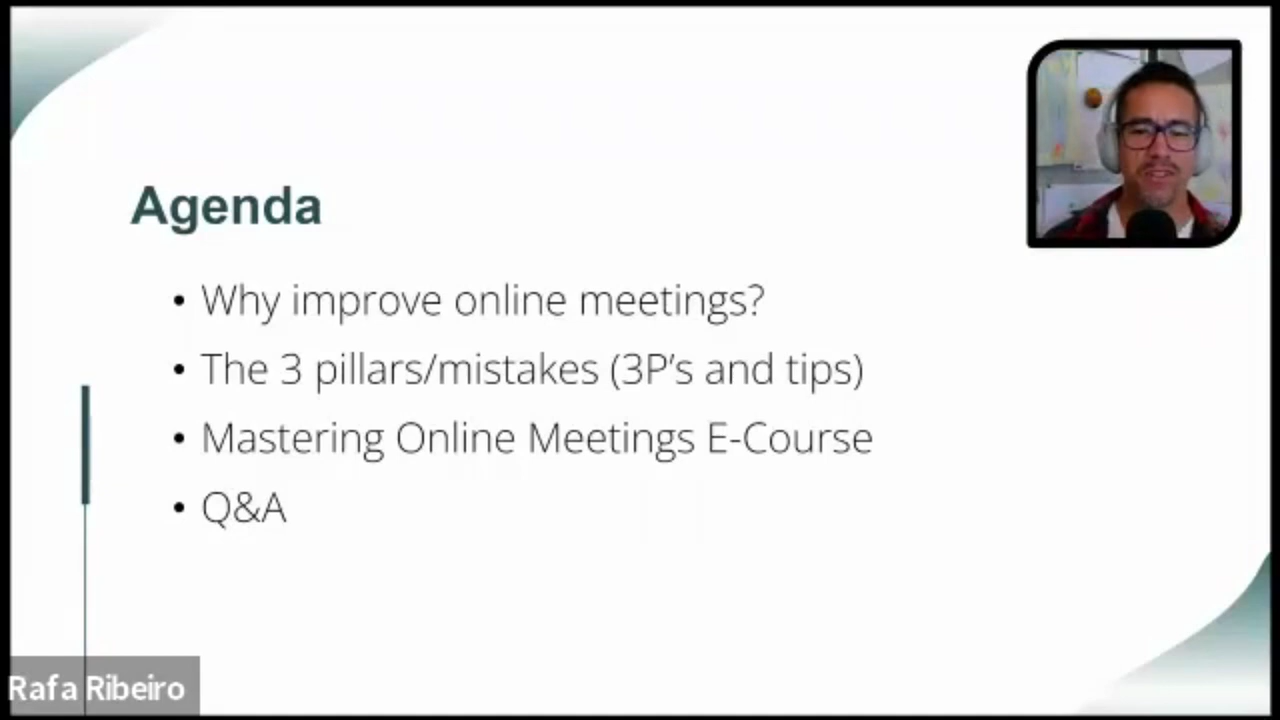 Agenda
• Why improve online meetings?
• The 3 pillars/mistakes (3P's and tips)
• Mastering Online Meetings E-Course
• Q&A
Rafa Ribeiro